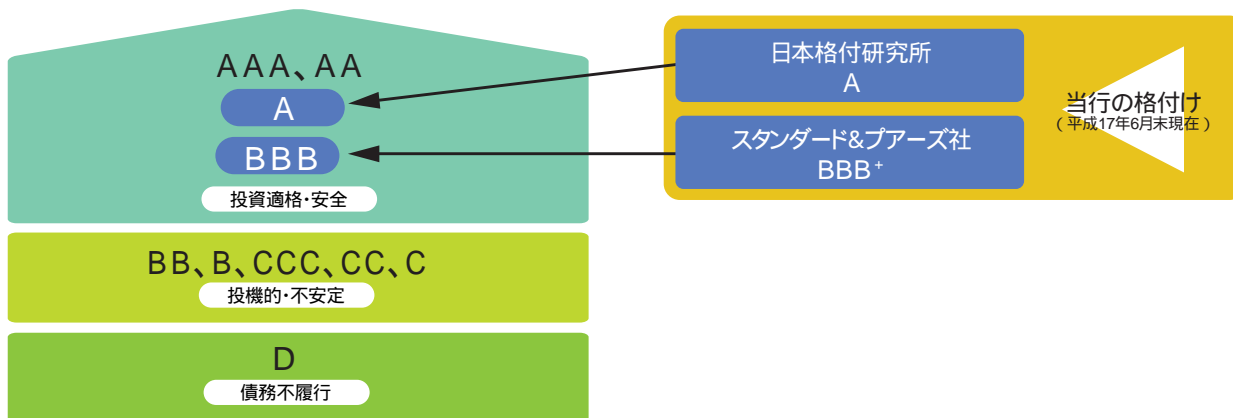 AAA、AA
A
BBB
投資適格・安全
BB、B、CCC、CC、C
投機的・不安定
D
債務不履行
日本格付研究所
A
スタンダード&プアーズ社
BBB⁺
当行の格付け
(平成17年6月末現在)